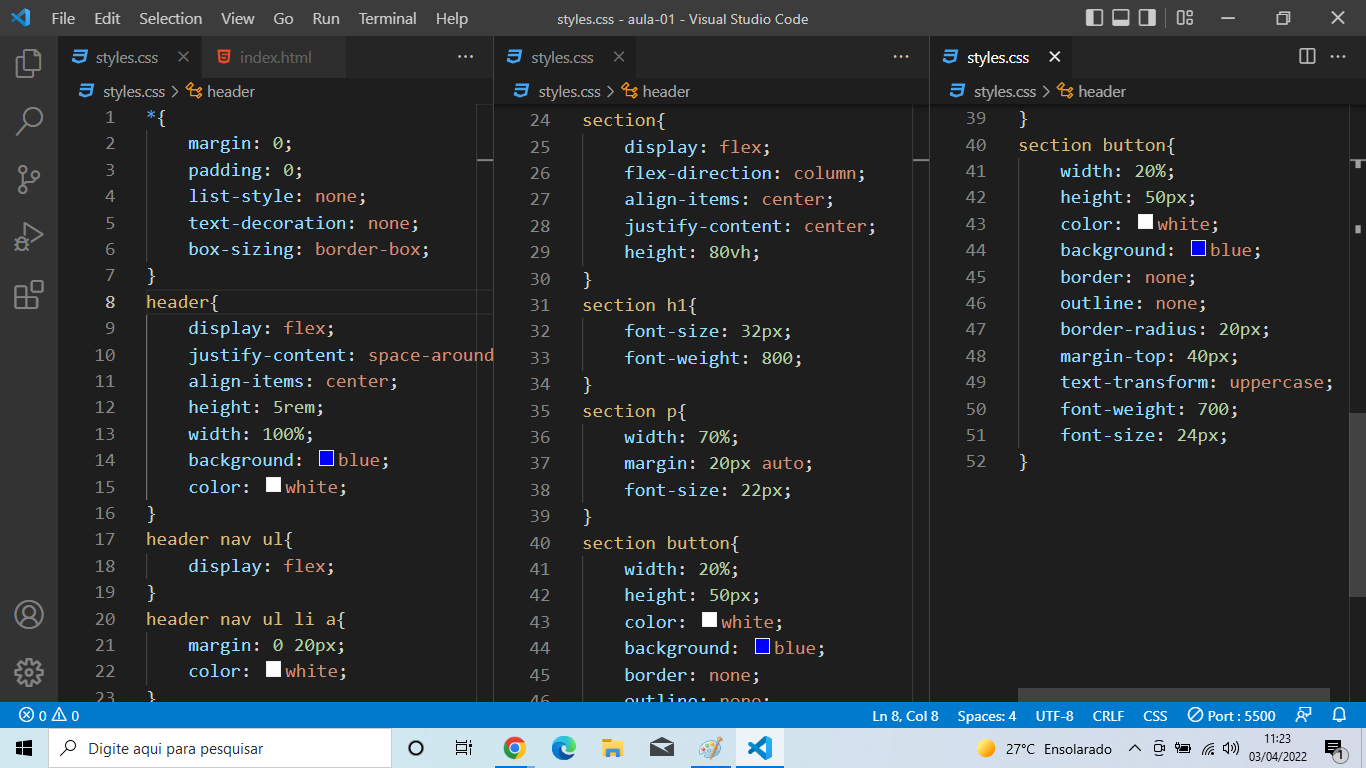 File Edit Selection View Go Run Terminal Help
styles.css - aula-01 - Visual Studio Code
styles.css
index.html
styles.css > header
1 *{
2 margin: 0;
3 padding: 0;
4 list-style: none;
5 text-decoration: none;
6 box-sizing: border-box;
7 }
8 header{
9 display: flex;
10 justify-content: space-around
11 align-items: center;
12 height: 5rem;
13 width: 100%;
14 background: blue;
15 color: white;
16 }
17 header nav ul{
18 display: flex;
19 }
20 header nav ul li a{
21 margin: 0 20px;
22 color: white;
23 }
styles.css
styles.css > header
24 section{
25 display: flex;
26 flex-direction: column;
27 align-items: center;
28 justify-content: center;
29 height: 80vh;
30 }
31 section h1{
32 font-size: 32px;
33 font-weight: 800;
34 }
35 section p{
36 width: 70%;
37 margin: 20px auto;
38 font-size: 22px;
39 }
40 section button{
41 width: 20%;
42 height: 50px;
43 color: white;
44 background: blue;
45 border: none;
46 outline: none;
styles.css
styles.css > header
39 }
40 section button{
41 width: 20%;
42 height: 50px;
43 color: white;
44 background: blue;
45 border: none;
46 outline: none;
47 border-radius: 20px;
48 margin-top: 40px;
49 text-transform: uppercase;
50 font-weight: 700;
51 font-size: 24px;
52 }
0 0
Ln 8, Col 8 Spaces: 4 UTF-8 CRLF CSS Port : 5500
Digite aqui para pesquisar
27°C Ensolarado
11:23
03/04/2022
1